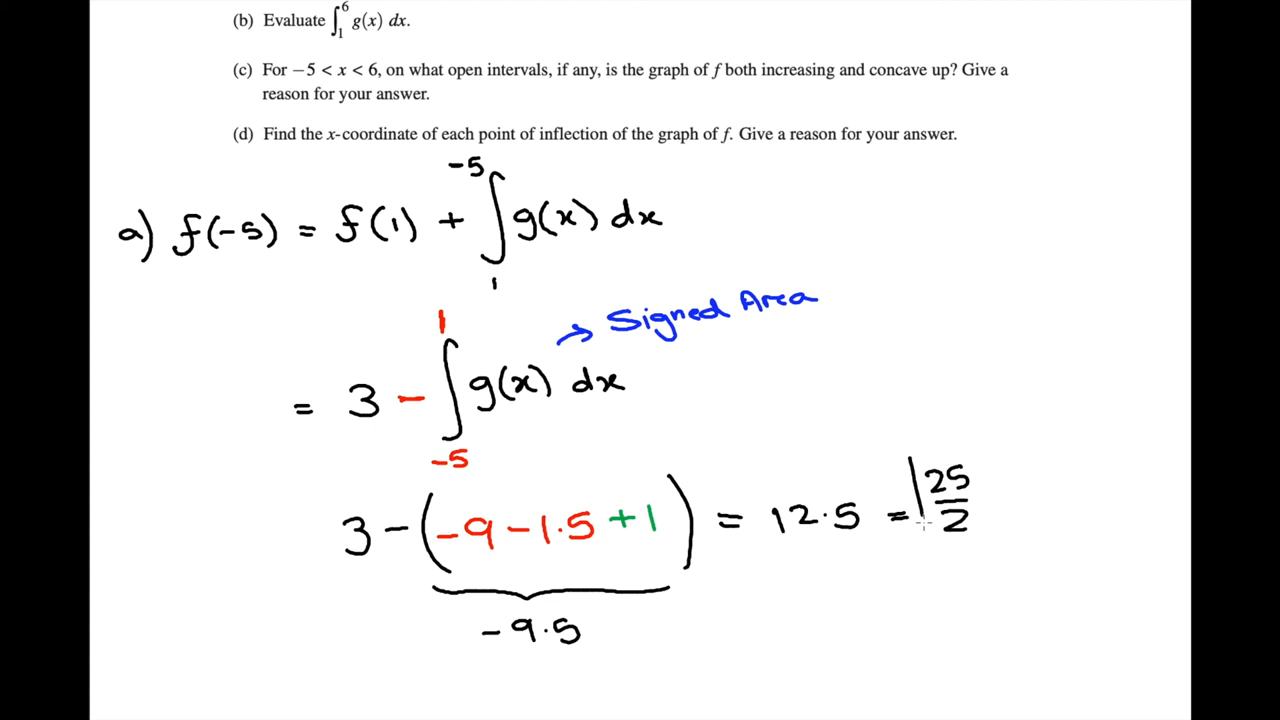 (b) Evaluate ∫₁⁶ g(x) dx.
(c) For −5 < x < 6, on what open intervals, if any, is the graph of f both increasing and concave up? Give a
reason for your answer.
(d) Find the x-coordinate of each point of inflection of the graph of f. Give a reason for your answer.
a) f(-5) = f(1) + ∫₁⁻⁵ g(x) dx
→ Signed Area
= 3 - ∫₋₅¹ g(x) dx
3 - (-9 - 1.5 + 1) = 12.5 = 25/2
-9.5